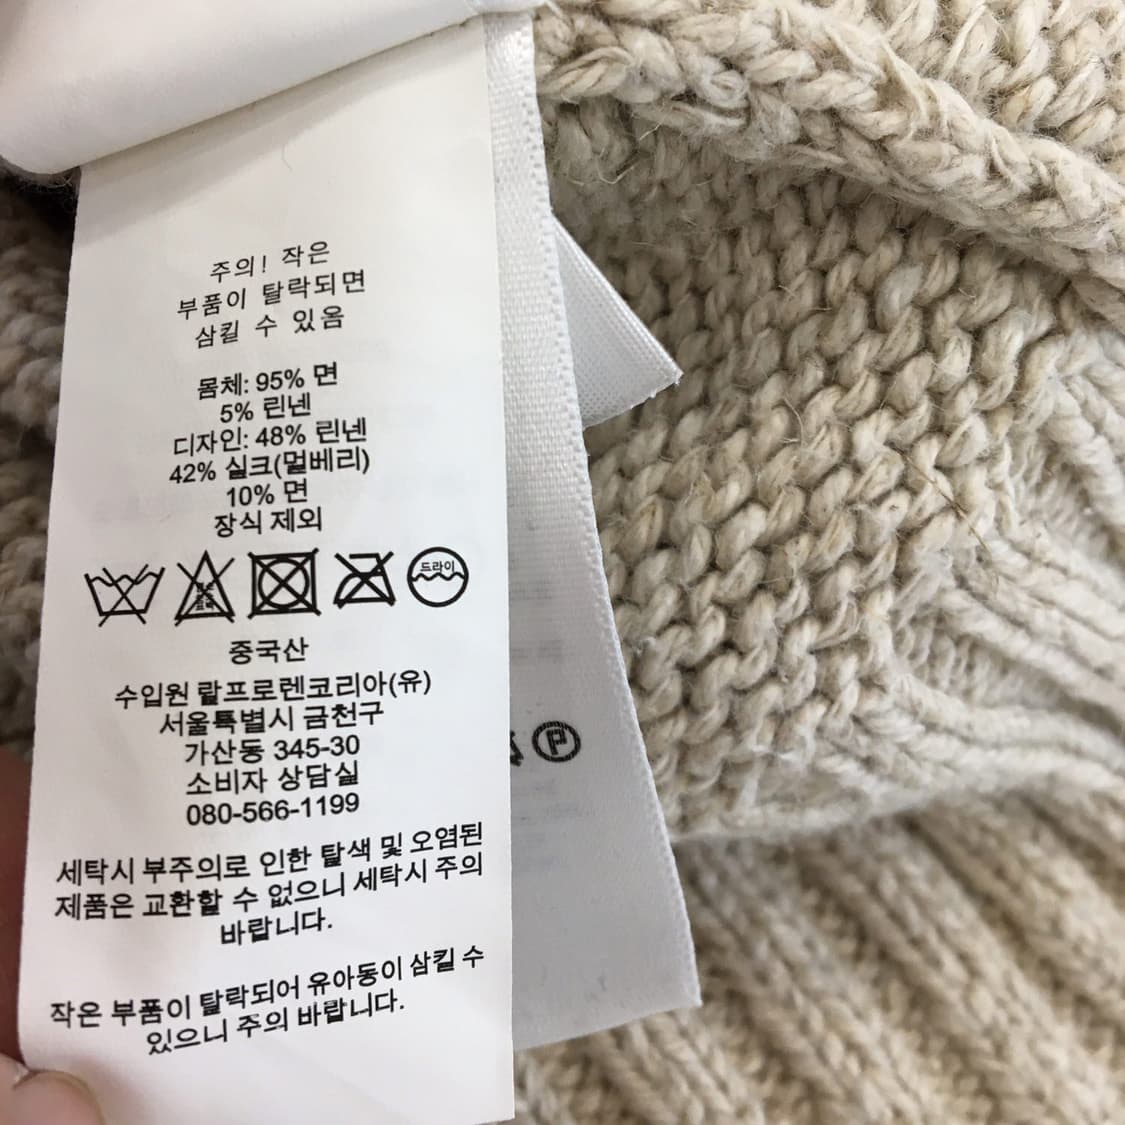 주의! 작은
부품이 탈락되면
삼킬 수 있음
몸체: 95% 면
5% 린넨
디자인: 48% 린넨
42% 실크(멀베리)
10% 면
장식 제외
드라이
중국산
수입원 랄프로렌코리아(유)
서울특별시 금천구
가산동 345-30
소비자 상담실
080-566-1199
세탁시 부주의로 인한 탈색 및 오염된
제품은 교환할 수 없으니 세탁시 주의
바랍니다.
작은 부품이 탈락되어 유아동이 삼킬 수
있으니 주의 바랍니다.